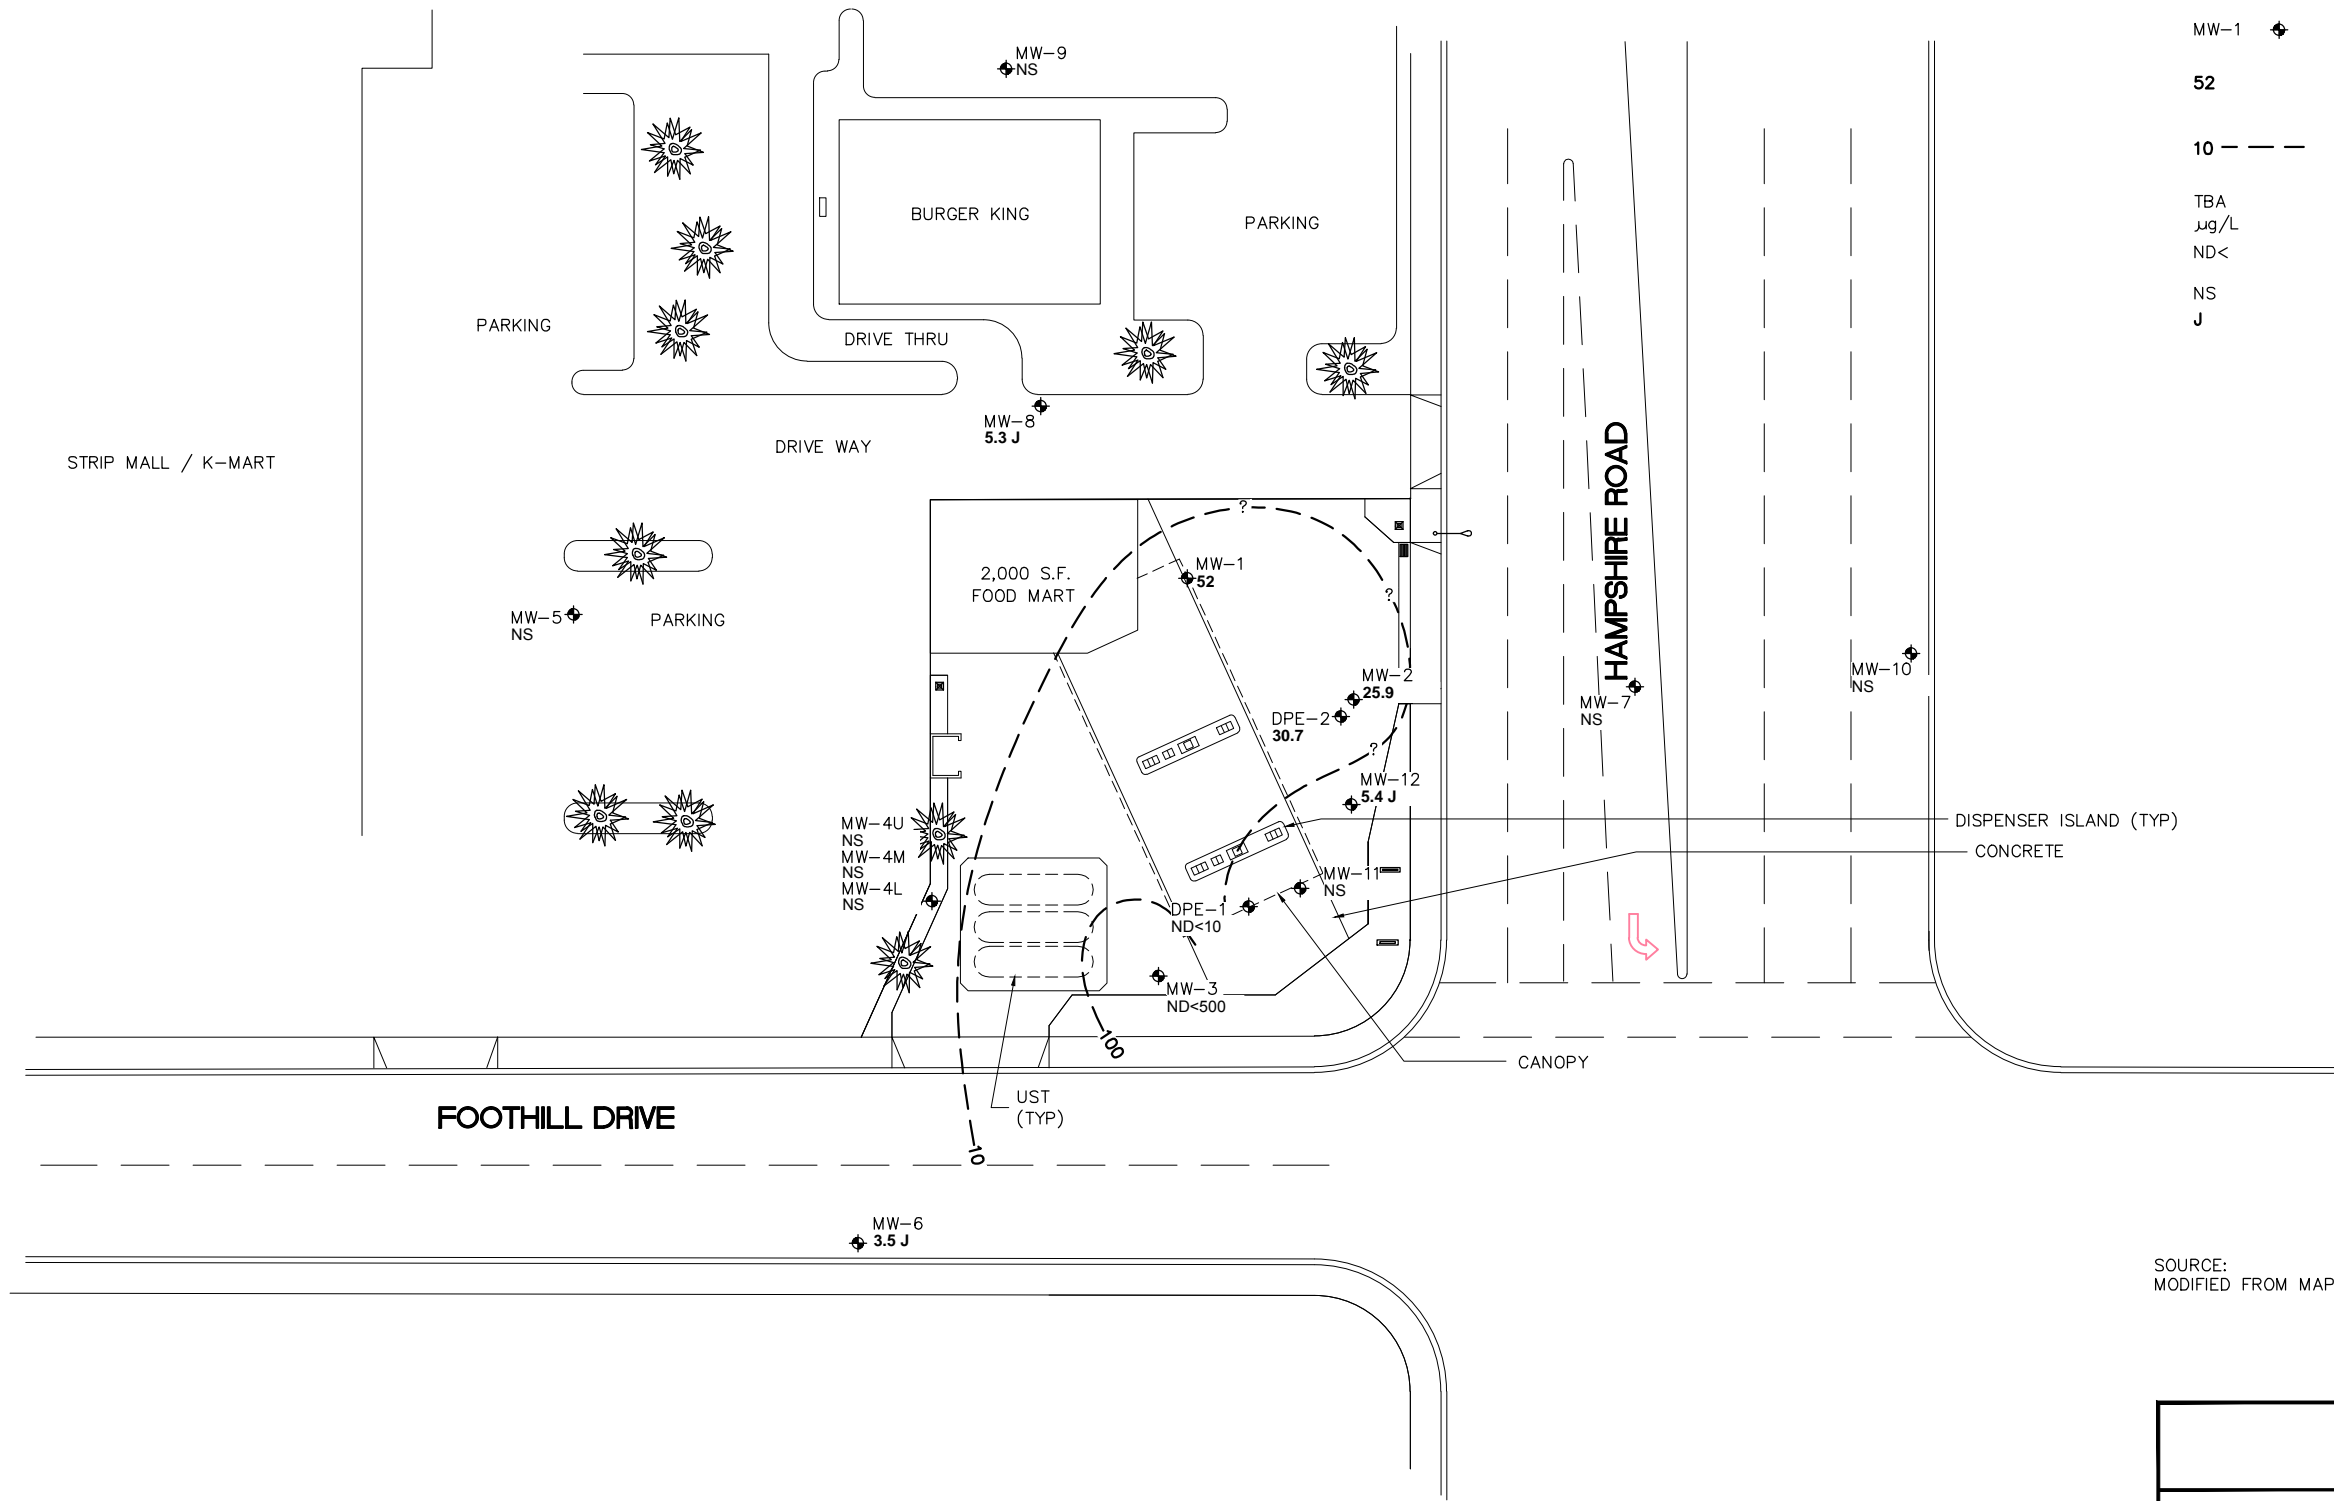 MW-1
52
10
TBA
µg/L
ND<
NS
J
MW-9
NS
BURGER KING
PARKING
PARKING
DRIVE THRU
MW-8
5.3 J
DRIVE WAY
STRIP MALL / K-MART
HAMPSHIRE ROAD
?
MW-1
52
2,000 S.F.
FOOD MART
?
MW-5
NS
PARKING
MW-2
25.9
MW-10
NS
MW-7
NS
DPE-2
30.7
?
MW-12
5.4 J
DISPENSER ISLAND (TYP)
CONCRETE
MW-4U
NS
MW-4M
NS
MW-4L
NS
MW-11
NS
DPE-1
ND<10
MW-3
ND<500
100
CANOPY
UST
(TYP)
FOOTHILL DRIVE
10
MW-6
3.5 J
SOURCE:
MODIFIED FROM MAP